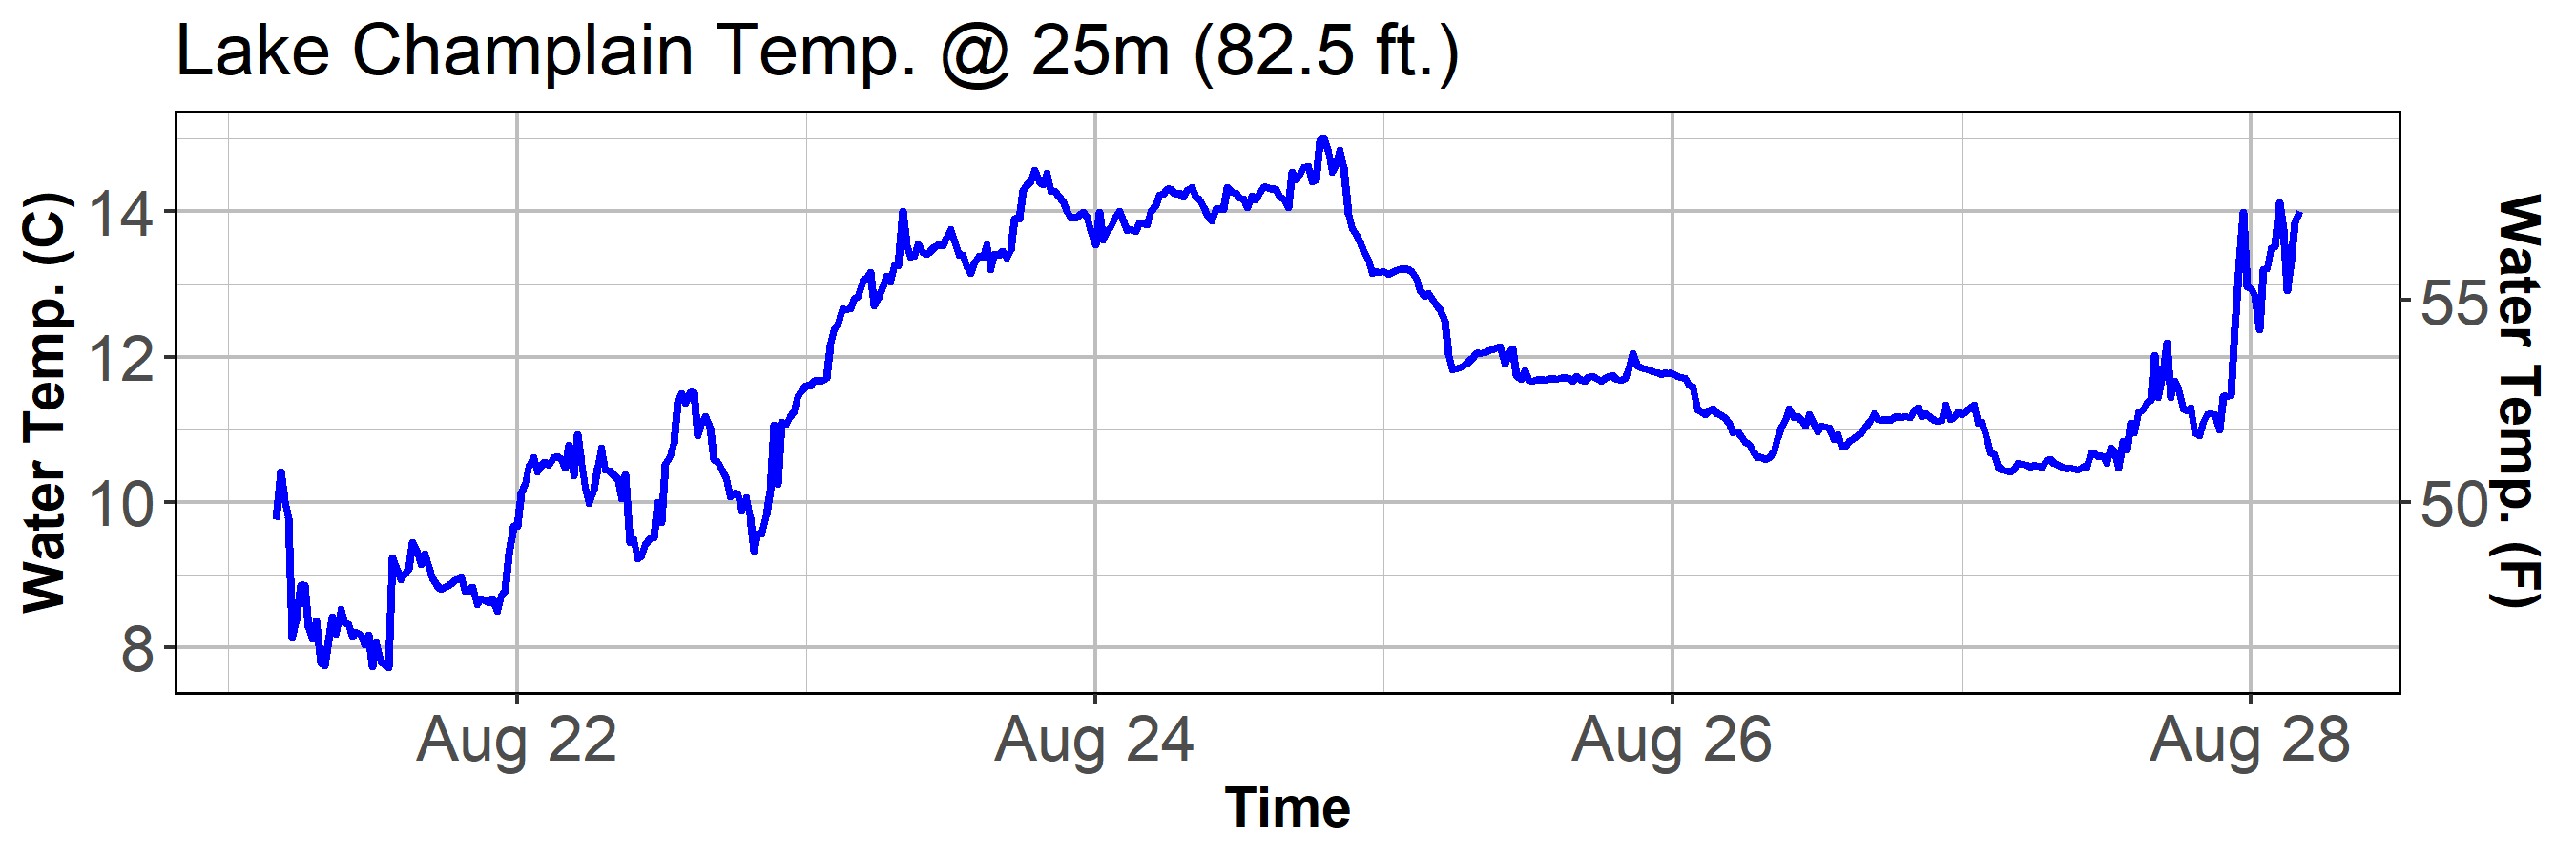 Lake Champlain Temp. @ 25m (82.5 ft.)
Water Temp. (C)
14
12
10
8
55
50
Water Temp. (F)
Aug 22 Aug 24 Aug 26 Aug 28
Time